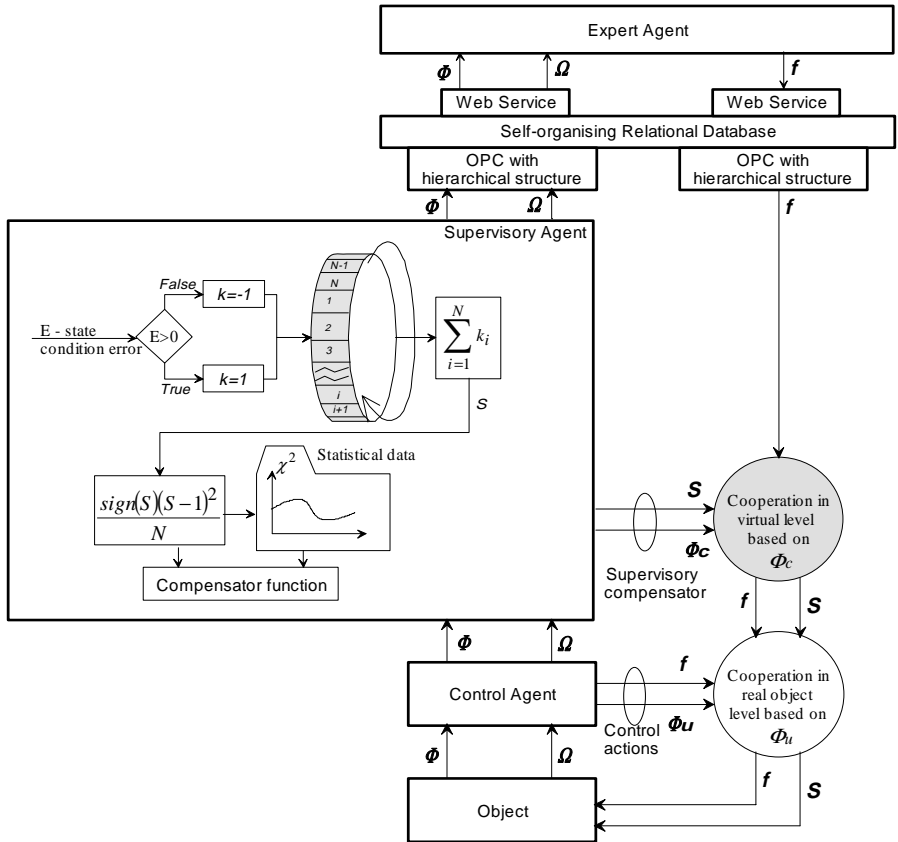 Expert Agent
Φ
Ω
f
Web Service
Web Service
Self-organising Relational Database
OPC with
hierarchical structure
OPC with
hierarchical structure
Φ
Ω
f
Supervisory Agent
False
k=-1
E - state
condition error
E>0
True
k=1
N-1
N
1
2
3
i
i+1
N
∑ k_i
i=1
S
Statistical data
χ²
sign(S)(S-1)²
N
Compensator function
S
Φc
Supervisory
compensator
Cooperation in
virtual level
based on
Φc
f
S
Φ
Ω
Control Agent
f
Φu
Control
actions
Cooperation in
real object
level based on
Φu
Φ
Ω
f
S
Object